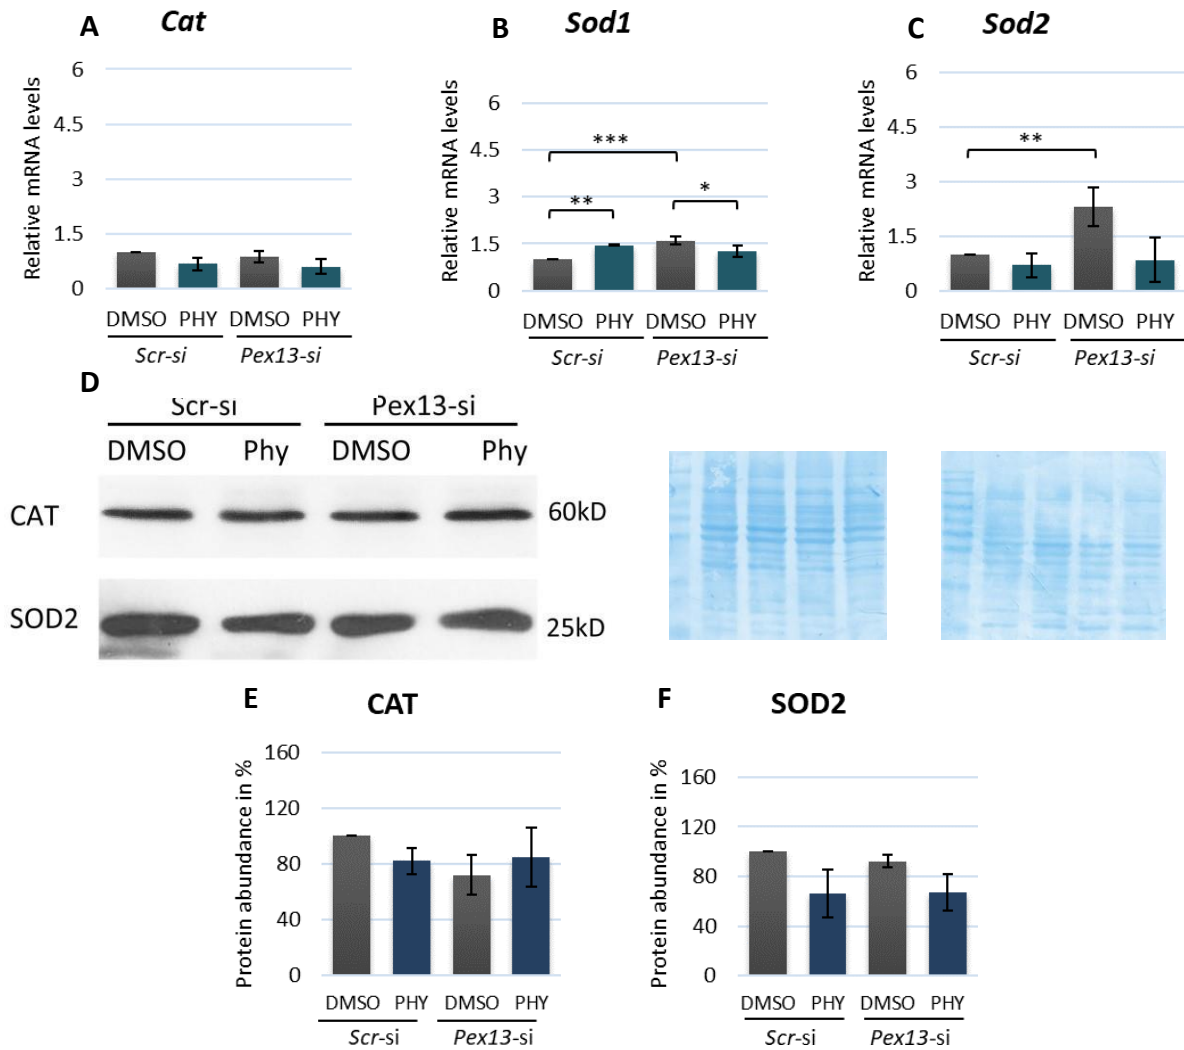 A Cat
Relative mRNA levels
6
4.5
3
1.5
0
DMSO PHY DMSO PHY
Scr-si Pex13-si
B Sod1
Relative mRNA levels
6
4.5
3
1.5
0
***
** *
DMSO PHY DMSO PHY
Scr-si Pex13-si
C Sod2
Relative mRNA levels
6
4.5
3
1.5
0
**
DMSO PHY DMSO PHY
Scr-si Pex13-si
D
Scr-si Pex13-si
DMSO Phy DMSO Phy
CAT 60kD
SOD2 25kD
E CAT
Protein abundance in %
160
120
80
40
0
DMSO PHY DMSO PHY
Scr-si Pex13-si
F SOD2
Protein abundance in %
160
120
80
40
0
DMSO PHY DMSO PHY
Scr-si Pex13-si